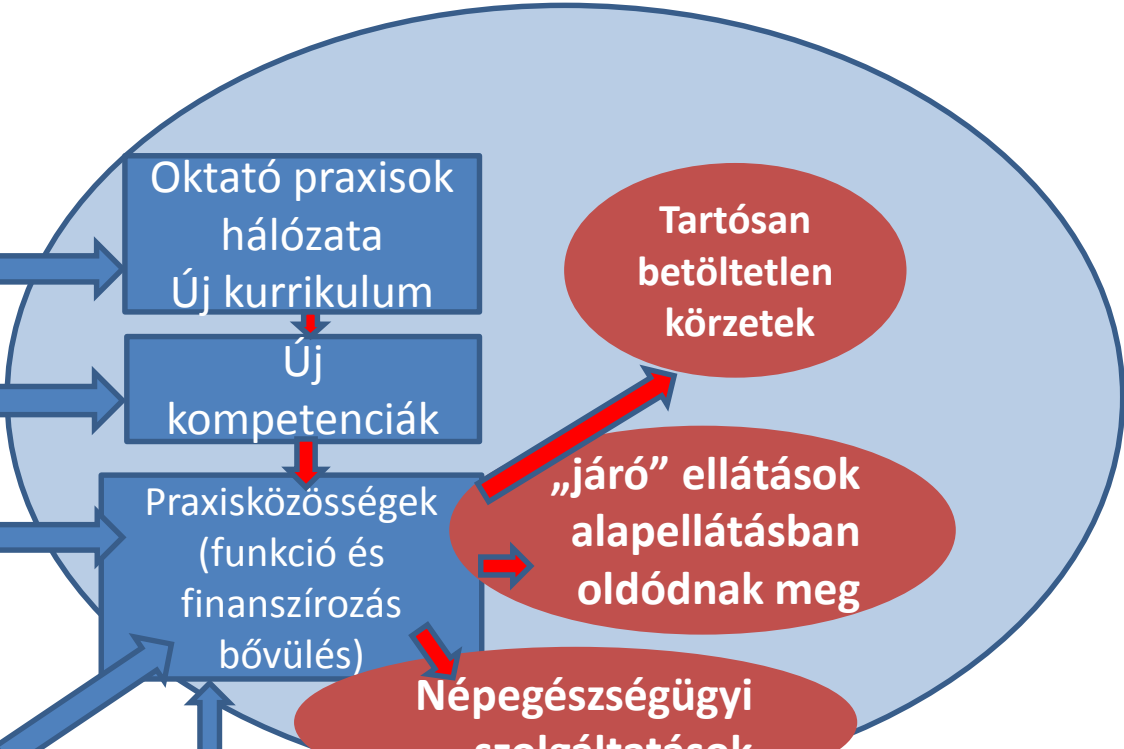 Oktató praxisok
hálózata
Új kurrikulum
Új
kompetenciák
Praxisközösségek
(funkció és
finanszírozás
bővülés)
Tartósan
betöltetlen
körzetek
„járó” ellátások
alapellátásban
oldódnak meg
Népegészségügyi
szolgáltatások